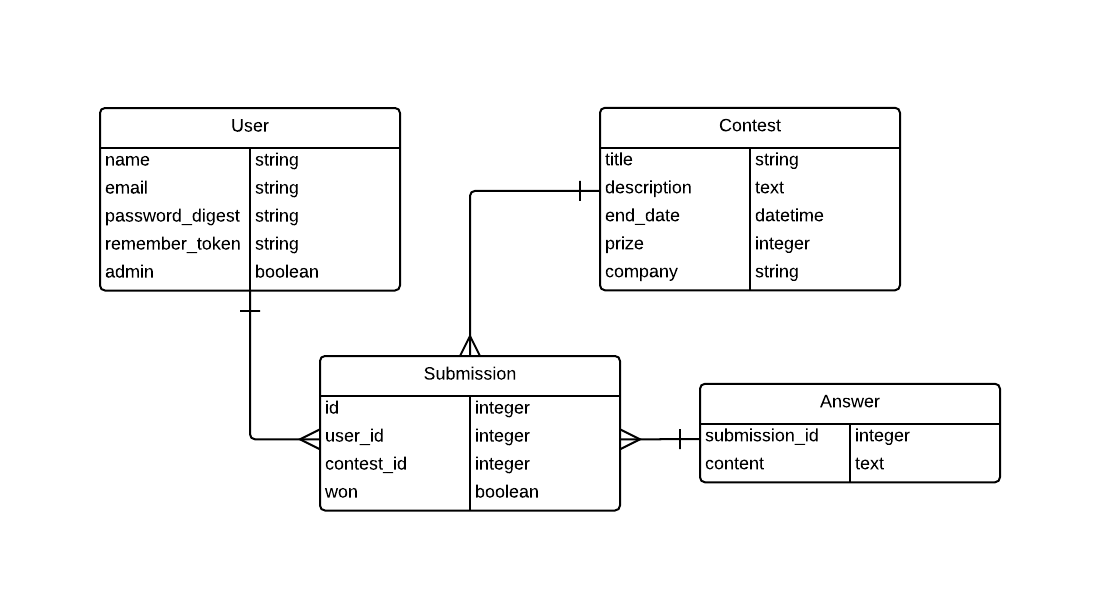 User
name string
email string
password_digest string
remember_token string
admin boolean
Contest
title string
description text
end_date datetime
prize integer
company string
Submission
id integer
user_id integer
contest_id integer
won boolean
Answer
submission_id integer
content text